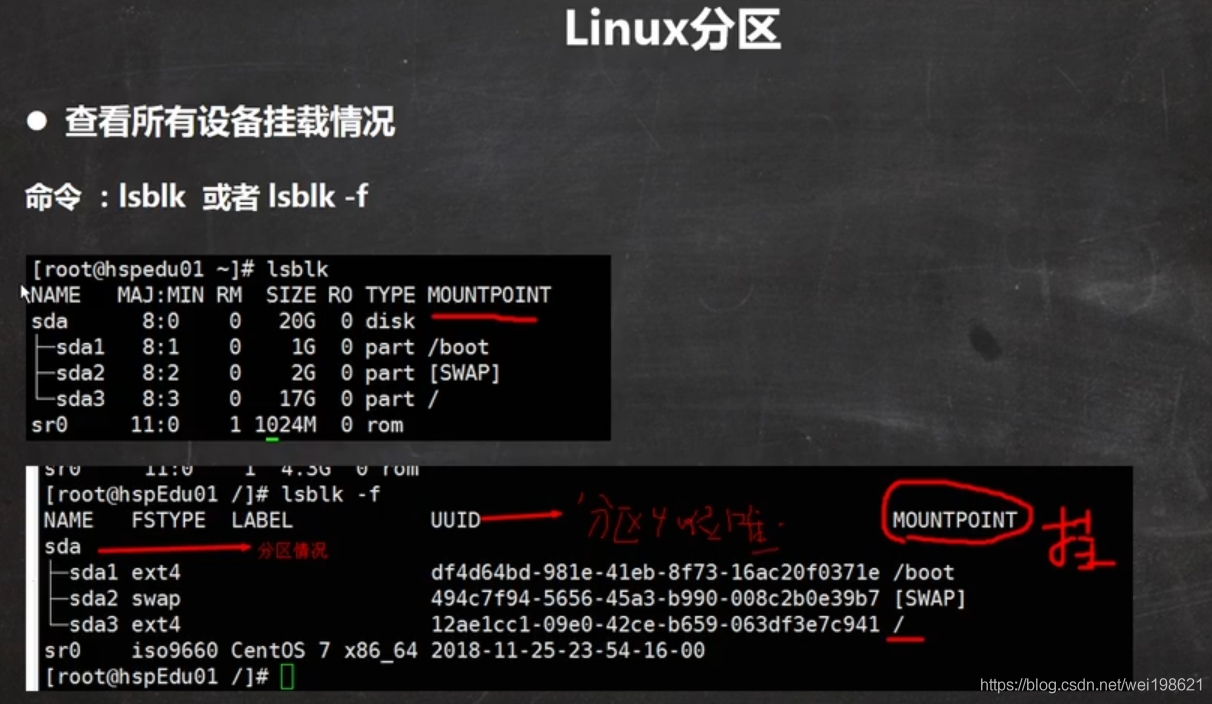 Linux分区
● 查看所有设备挂载情况
命令 ：lsblk 或者 lsblk -f
[root@hspedu01 ~]# lsblk
NAME MAJ:MIN RM SIZE RO TYPE MOUNTPOINT
sda 8:0 0 20G 0 disk
├─sda1 8:1 0 1G 0 part /boot
├─sda2 8:2 0 2G 0 part [SWAP]
└─sda3 8:3 0 17G 0 part /
sr0 11:0 1 1024M 0 rom
sr0 11:0 1 4.3G 0 rom
[root@hspEdu01 /]# lsblk -f
NAME FSTYPE LABEL UUID 分区 唯 MOUNTPOINT 挂
sda 分区情况
├─sda1 ext4 df4d64bd-981e-41eb-8f73-16ac20f0371e /boot
├─sda2 swap 494c7f94-5656-45a3-b990-008c2b0e39b7 [SWAP]
└─sda3 ext4 12ae1cc1-09e0-42ce-b659-063df3e7c941 /
sr0 iso9660 CentOS 7 x86_64 2018-11-25-23-54-16-00
[root@hspEdu01 /]#
https://blog.csdn.net/wei198621